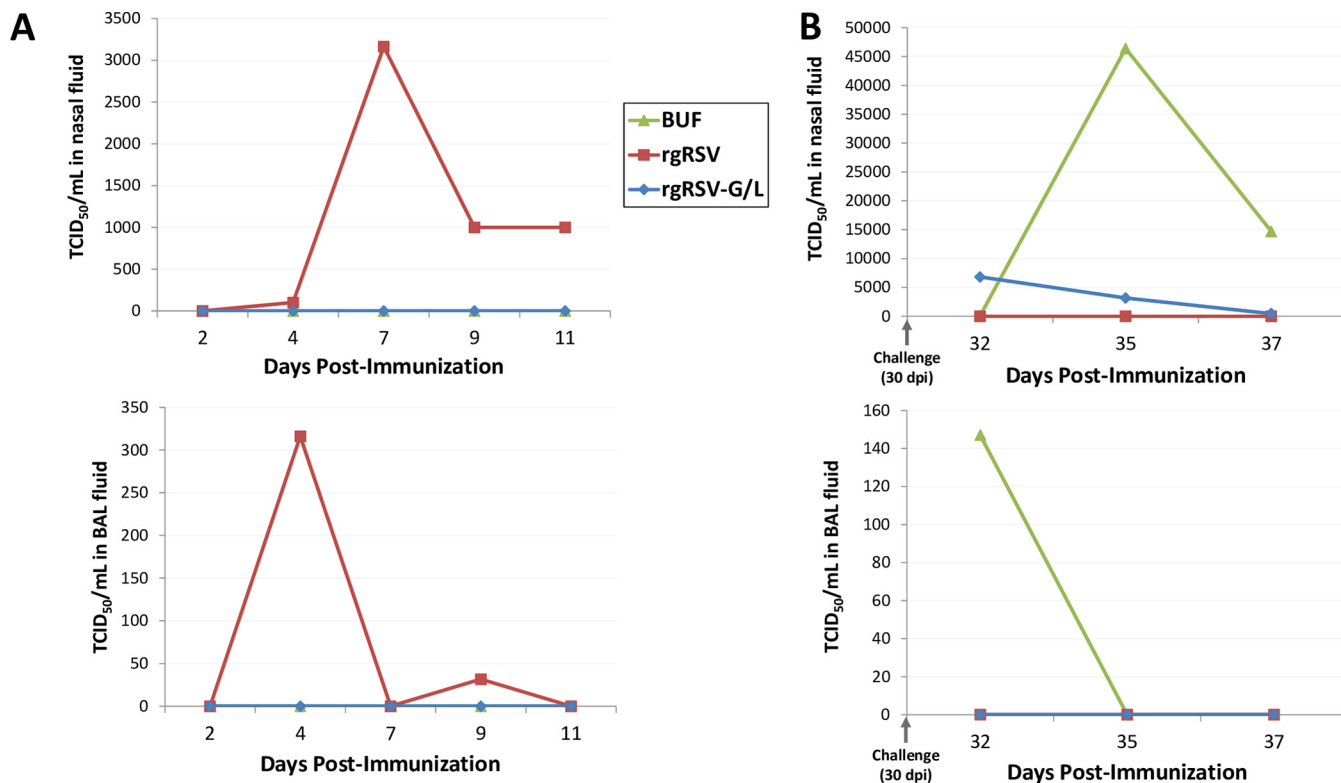 A
TCID50/mL in nasal fluid
3500
3000
2500
2000
1500
1000
500
0
2 4 7 9 11
Days Post-Immunization
BUF
rgRSV
rgRSV-G/L
TCID50/mL in BAL fluid
350
300
250
200
150
100
50
0
2 4 7 9 11
Days Post-Immunization
B
TCID50/mL in nasal fluid
50000
45000
40000
35000
30000
25000
20000
15000
10000
5000
0
32 35 37
Challenge
(30 dpi)
Days Post-Immunization
TCID50/mL in BAL fluid
160
140
120
100
80
60
40
20
0
32 35 37
Challenge
(30 dpi)
Days Post-Immunization